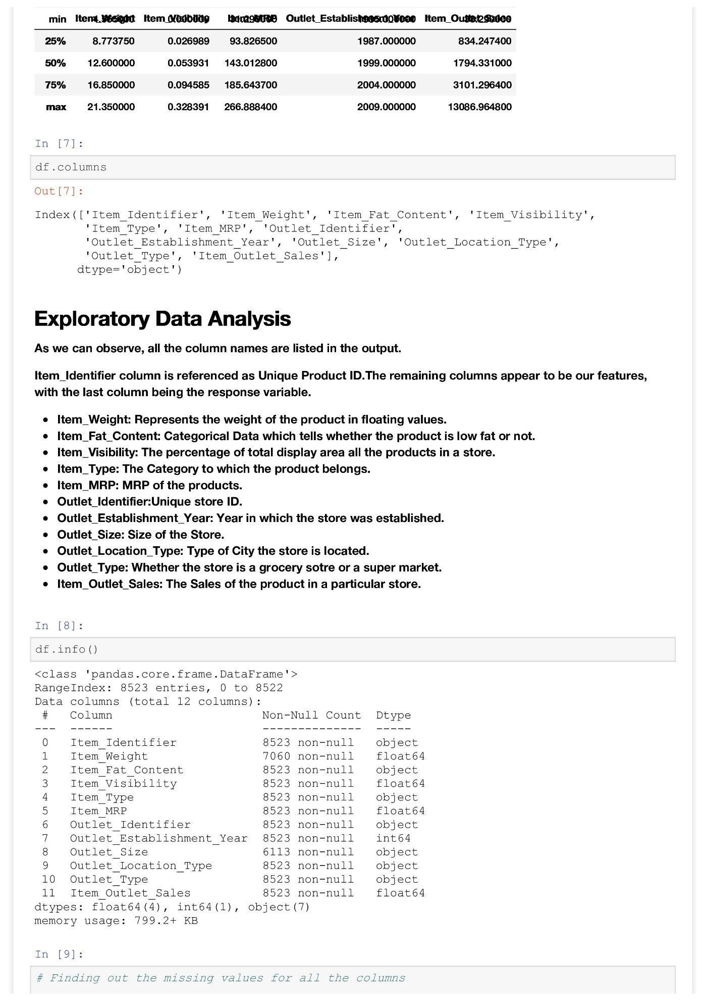 min Item_Weight Item_Visibility Item_MRP Outlet_Establishment_Year Item_Outlet_Sales
25% 8.773750 0.026989 93.826500 1987.000000 834.247400
50% 12.600000 0.053931 143.012800 1999.000000 1794.331000
75% 16.850000 0.094585 185.643700 2004.000000 3101.296400
max 21.350000 0.328391 266.888400 2009.000000 13086.964800
In [7]:
df.columns
Out[7]:
Index(['Item_Identifier', 'Item_Weight', 'Item_Fat_Content', 'Item_Visibility',
'Item_Type', 'Item_MRP', 'Outlet_Identifier',
'Outlet_Establishment_Year', 'Outlet_Size', 'Outlet_Location_Type',
'Outlet_Type', 'Item_Outlet_Sales'],
dtype='object')
Exploratory Data Analysis
As we can observe, all the column names are listed in the output.
Item_Identifier column is referenced as Unique Product ID.The remaining columns appear to be our features,
with the last column being the response variable.
• Item_Weight: Represents the weight of the product in floating values.
• Item_Fat_Content: Categorical Data which tells whether the product is low fat or not.
• Item_Visibility: The percentage of total display area all the products in a store.
• Item_Type: The Category to which the product belongs.
• Item_MRP: MRP of the products.
• Outlet_Identifier:Unique store ID.
• Outlet_Establishment_Year: Year in which the store was established.
• Outlet_Size: Size of the Store.
• Outlet_Location_Type: Type of City the store is located.
• Outlet_Type: Whether the store is a grocery sotre or a super market.
• Item_Outlet_Sales: The Sales of the product in a particular store.
In [8]:
df.info()
<class 'pandas.core.frame.DataFrame'>
RangeIndex: 8523 entries, 0 to 8522
Data columns (total 12 columns):
# Column Non-Null Count Dtype
--- ------ -------------- -----
0 Item_Identifier 8523 non-null object
1 Item_Weight 7060 non-null float64
2 Item_Fat_Content 8523 non-null object
3 Item_Visibility 8523 non-null float64
4 Item_Type 8523 non-null object
5 Item_MRP 8523 non-null float64
6 Outlet_Identifier 8523 non-null object
7 Outlet_Establishment_Year 8523 non-null int64
8 Outlet_Size 6113 non-null object
9 Outlet_Location_Type 8523 non-null object
10 Outlet_Type 8523 non-null object
11 Item_Outlet_Sales 8523 non-null float64
dtypes: float64(4), int64(1), object(7)
memory usage: 799.2+ KB
In [9]:
# Finding out the missing values for all the columns